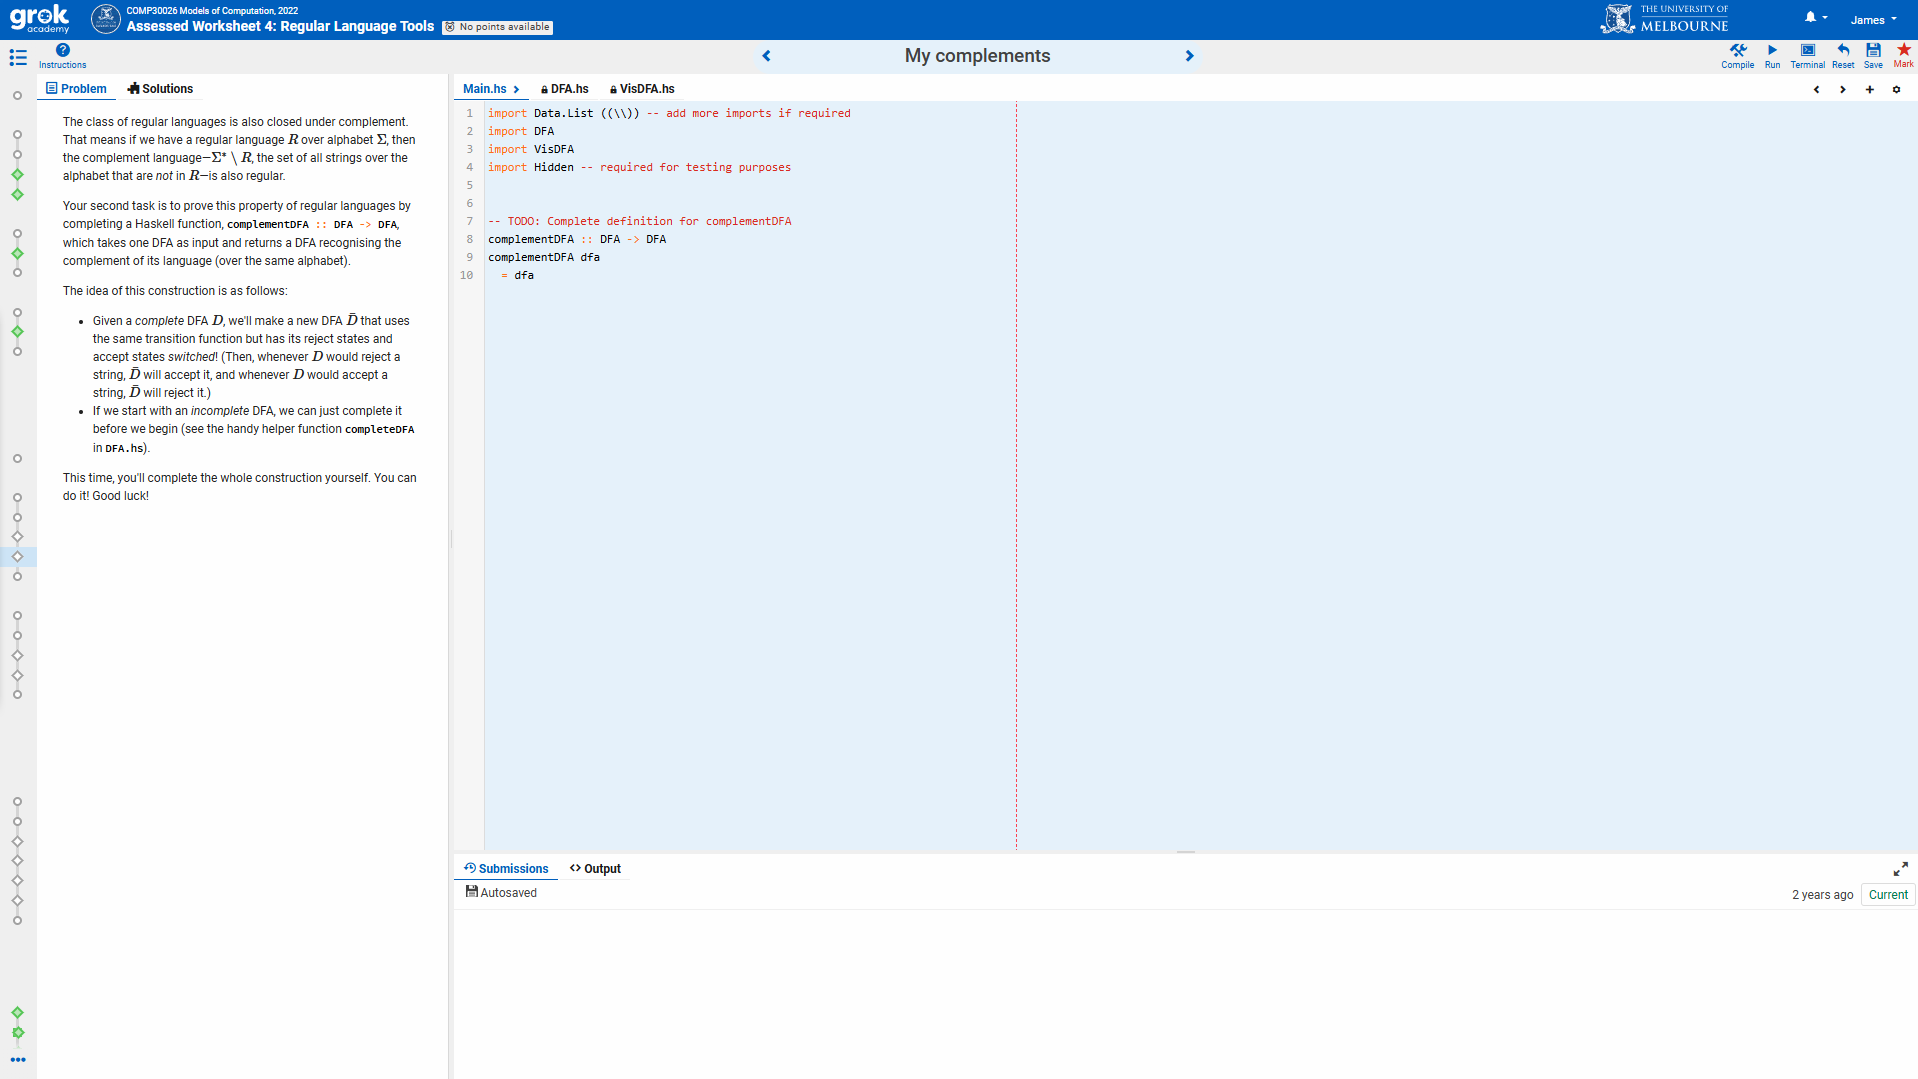 grok academy
COMP30026 Models of Computation, 2022
Assessed Worksheet 4: Regular Language Tools
No points available
THE UNIVERSITY OF
MELBOURNE
James
Instructions
My complements
Compile Run Terminal Reset Save Mark
Problem Solutions
The class of regular languages is also closed under complement.
That means if we have a regular language R over alphabet Σ, then
the complement language—Σ* \ R, the set of all strings over the
alphabet that are not in R—is also regular.
Your second task is to prove this property of regular languages by
completing a Haskell function, complementDFA :: DFA -> DFA,
which takes one DFA as input and returns a DFA recognising the
complement of its language (over the same alphabet).
The idea of this construction is as follows:
• Given a complete DFA D, we'll make a new DFA D̄ that uses
the same transition function but has its reject states and
accept states switched! (Then, whenever D would reject a
string, D̄ will accept it, and whenever D would accept a
string, D̄ will reject it.)
• If we start with an incomplete DFA, we can just complete it
before we begin (see the handy helper function completeDFA
in DFA.hs).
This time, you'll complete the whole construction yourself. You can
do it! Good luck!
Main.hs DFA.hs VisDFA.hs
1 import Data.List ((\\)) -- add more imports if required
2 import DFA
3 import VisDFA
4 import Hidden -- required for testing purposes
5
6
7 -- TODO: Complete definition for complementDFA
8 complementDFA :: DFA -> DFA
9 complementDFA dfa
10 = dfa
Submissions Output
Autosaved
2 years ago Current